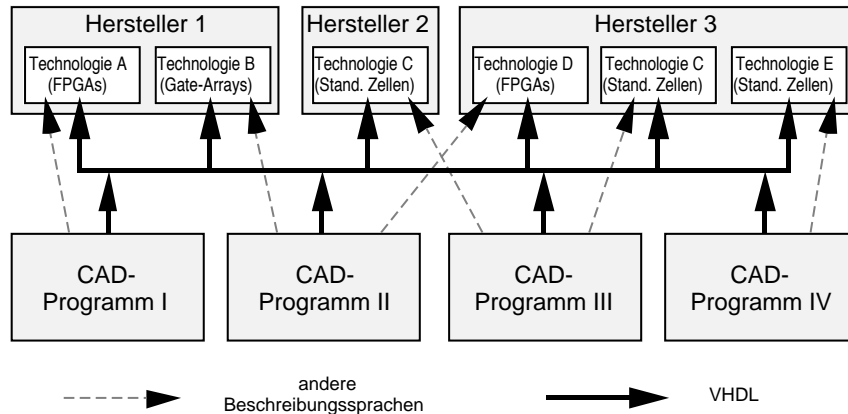 Hersteller 1
Hersteller 2
Hersteller 3
Technologie A
(FPGAs)
Technologie B
(Gate-Arrays)
Technologie C
(Stand. Zellen)
Technologie D
(FPGAs)
Technologie C
(Stand. Zellen)
Technologie E
(Stand. Zellen)
CAD-
Programm I
CAD-
Programm II
CAD-
Programm III
CAD-
Programm IV
andere
Beschreibungssprachen
VHDL